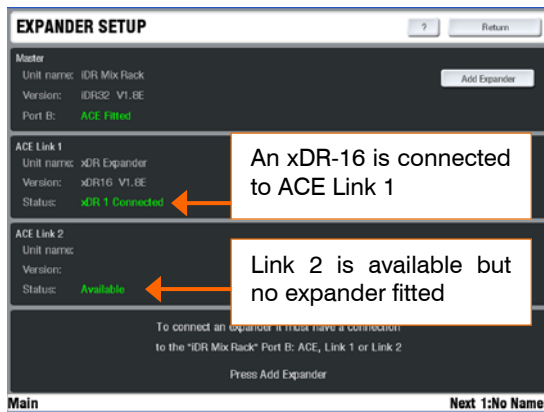 EXPANDER SETUP
? Return
Master
Unit name: iDR Mix Rack
Add Expander
Version: iDR32 V1.8E
Port B: ACE Fitted
ACE Link 1
Unit name: xDR Expander
Version: xDR16 V1.8E
Status: xDR 1 Connected
An xDR-16 is connected
to ACE Link 1
ACE Link 2
Unit name:
Version:
Status: Available
Link 2 is available but
no expander fitted
To connect an expander it must have a connection
to the "iDR Mix Rack" Port B: ACE, Link 1 or Link 2
Press Add Expander
Main Next 1:No Name